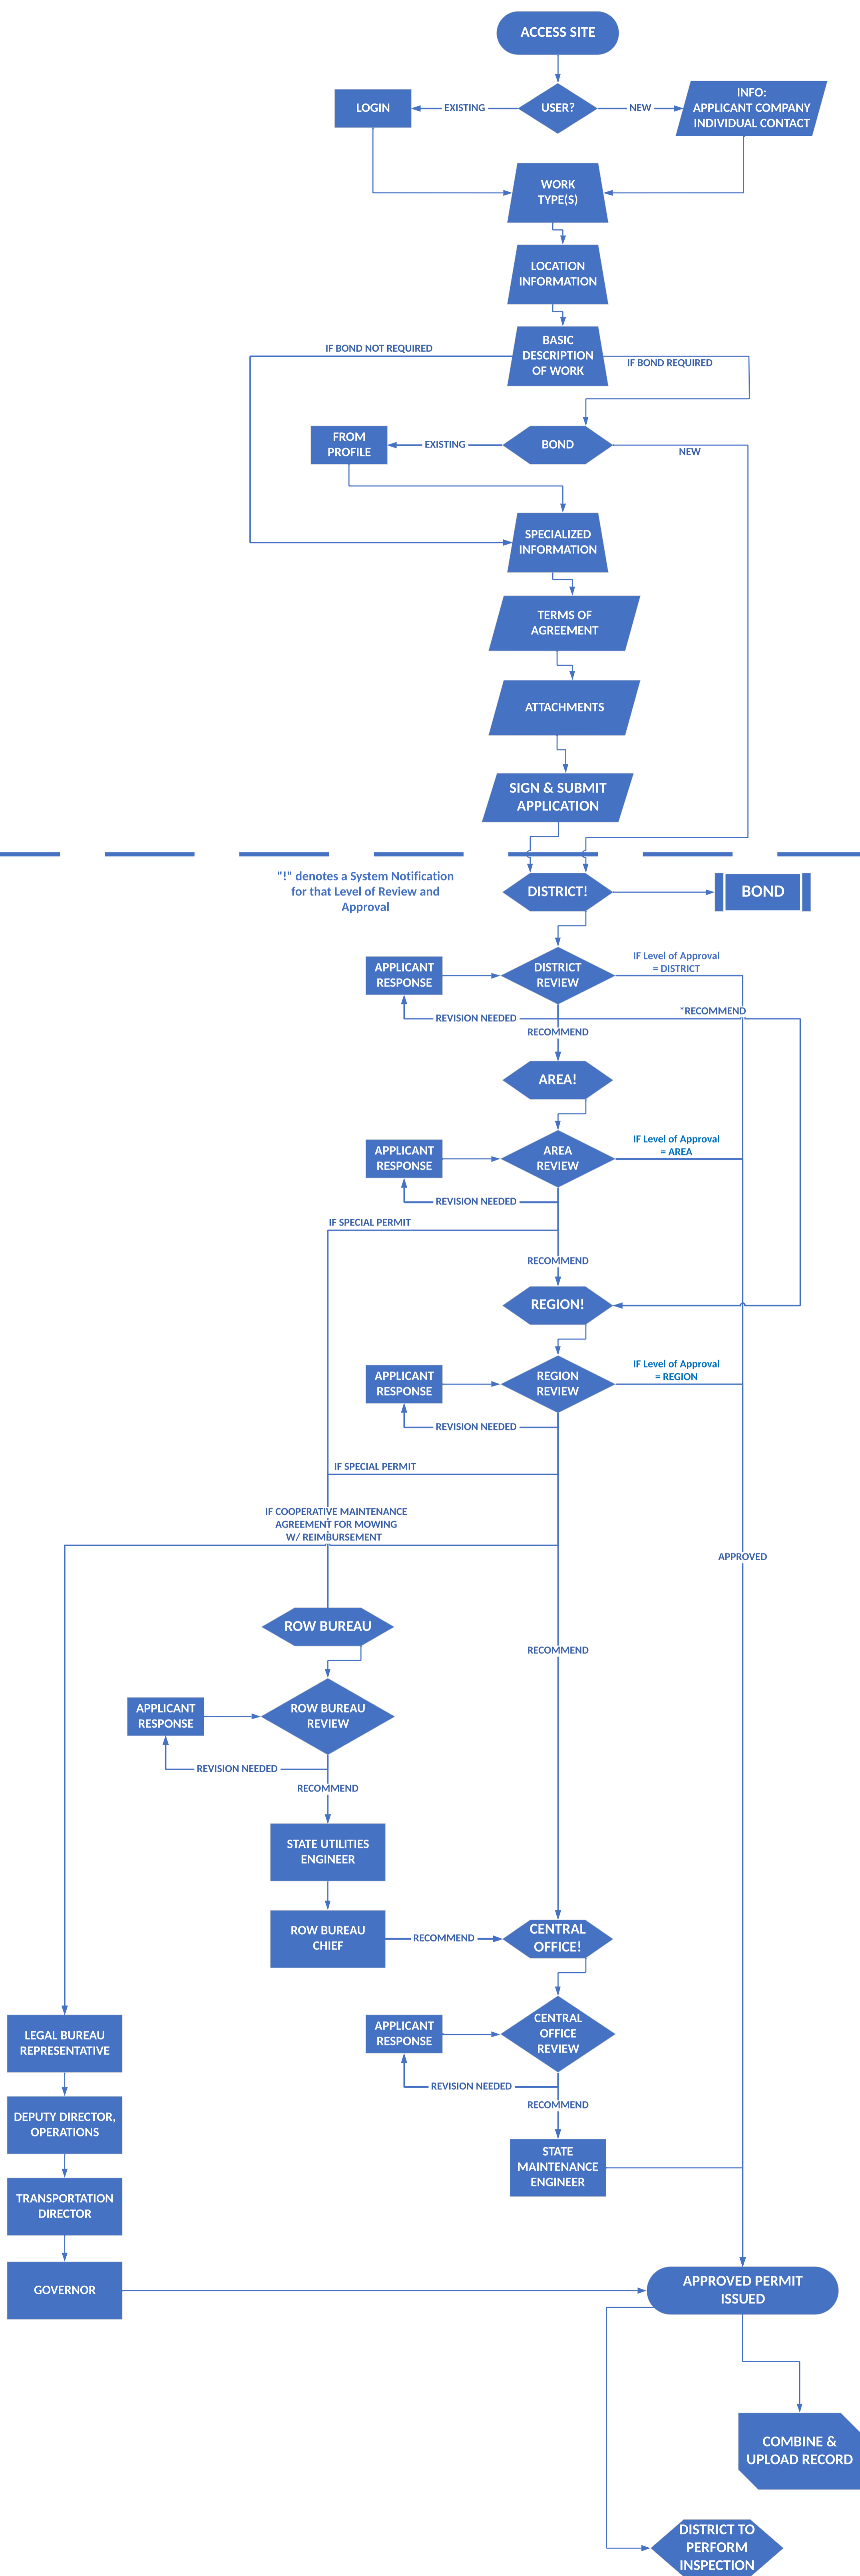 ACCESS SITE
LOGIN
EXISTING
USER?
NEW
INFO:
APPLICANT COMPANY
INDIVIDUAL CONTACT
WORK
TYPE(S)
LOCATION
INFORMATION
IF BOND NOT REQUIRED
BASIC
DESCRIPTION
OF WORK
IF BOND REQUIRED
FROM
PROFILE
EXISTING
BOND
NEW
SPECIALIZED
INFORMATION
TERMS OF
AGREEMENT
ATTACHMENTS
SIGN & SUBMIT
APPLICATION
"!" denotes a System Notification
for that Level of Review and
Approval
DISTRICT!
BOND
APPLICANT
RESPONSE
DISTRICT
REVIEW
IF Level of Approval
= DISTRICT
REVISION NEEDED
*RECOMMEND
RECOMMEND
AREA!
APPLICANT
RESPONSE
AREA
REVIEW
IF Level of Approval
= AREA
REVISION NEEDED
IF SPECIAL PERMIT
RECOMMEND
REGION!
APPLICANT
RESPONSE
REGION
REVIEW
IF Level of Approval
= REGION
REVISION NEEDED
IF SPECIAL PERMIT
IF COOPERATIVE MAINTENANCE
AGREEMENT FOR MOWING
W/ REIMBURSEMENT
APPROVED
ROW BUREAU
RECOMMEND
APPLICANT
RESPONSE
ROW BUREAU
REVIEW
REVISION NEEDED
RECOMMEND
STATE UTILITIES
ENGINEER
ROW BUREAU
CHIEF
RECOMMEND
CENTRAL
OFFICE!
LEGAL BUREAU
REPRESENTATIVE
APPLICANT
RESPONSE
CENTRAL
OFFICE
REVIEW
REVISION NEEDED
RECOMMEND
DEPUTY DIRECTOR,
OPERATIONS
STATE
MAINTENANCE
ENGINEER
TRANSPORTATION
DIRECTOR
GOVERNOR
APPROVED PERMIT
ISSUED
COMBINE &
UPLOAD RECORD
DISTRICT TO
PERFORM
INSPECTION